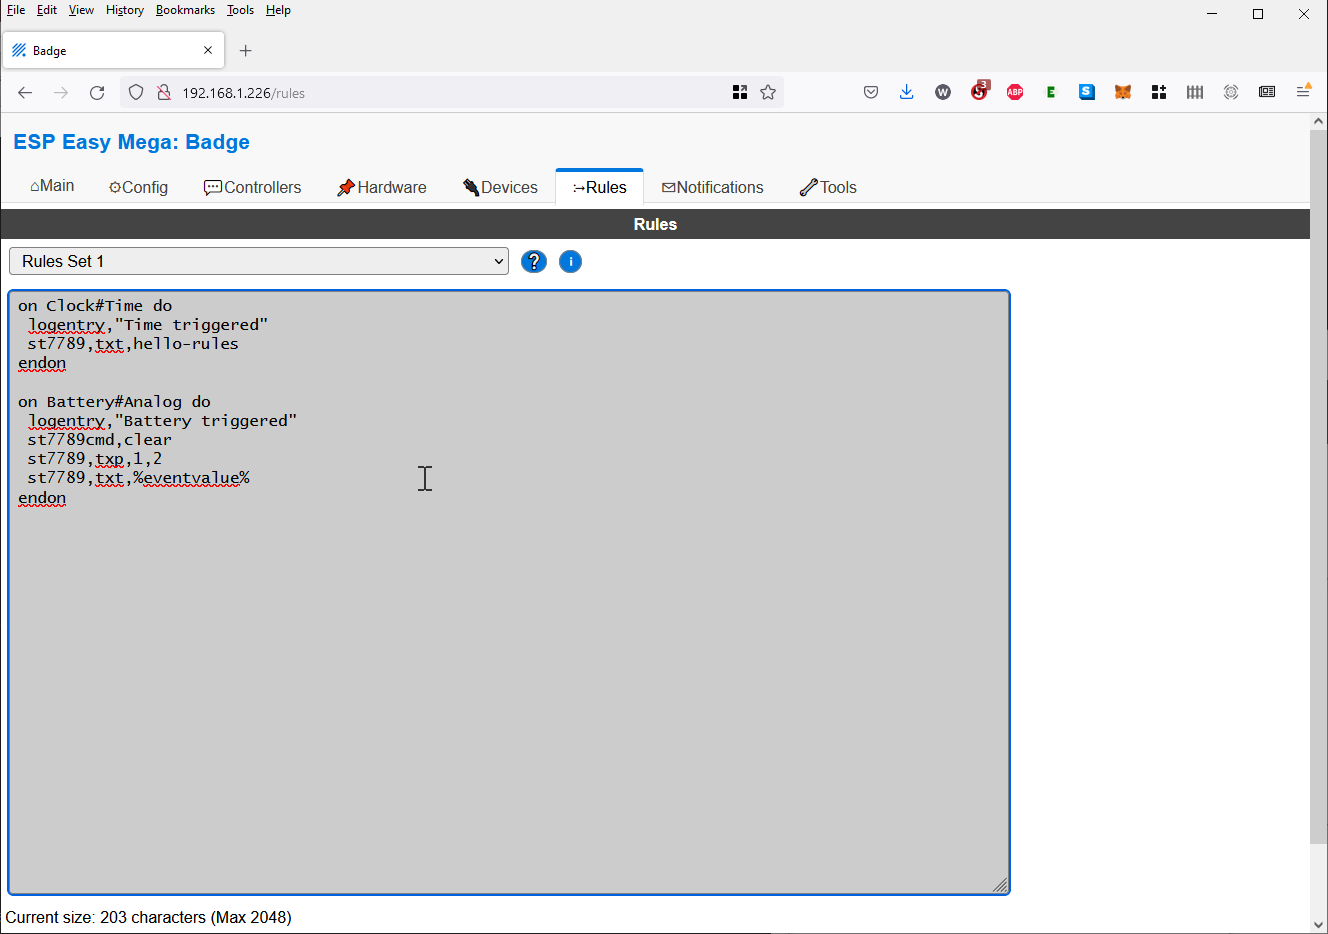 File Edit View History Bookmarks Tools Help
Badge
192.168.1.226/rules
W 3 ABP E S
ESP Easy Mega: Badge
Main Config Controllers Hardware Devices Rules Notifications Tools
Rules
Rules Set 1 ? i
on Clock#Time do
logentry,"Time triggered"
st7789,txt,hello-rules
endon
on Battery#Analog do
logentry,"Battery triggered"
st7789cmd,clear
st7789,txp,1,2
st7789,txt,%eventvalue%
endon
Current size: 203 characters (Max 2048)